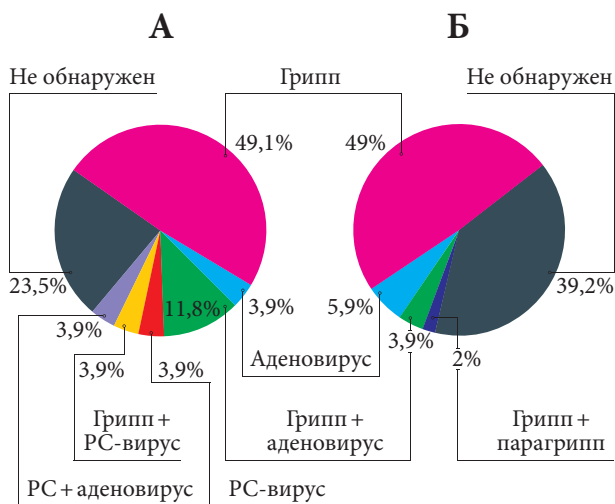 А
Б
Не обнаружен
Грипп
Не обнаружен
49,1%
49%
23,5%
11,8%
3,9%
5,9%
39,2%
3,9%
3,9%
2%
3,9%
3,9%
Аденовирус
Грипп +
РС-вирус
Грипп +
аденовирус
Грипп +
парагрипп
РС + аденовирус
РС-вирус